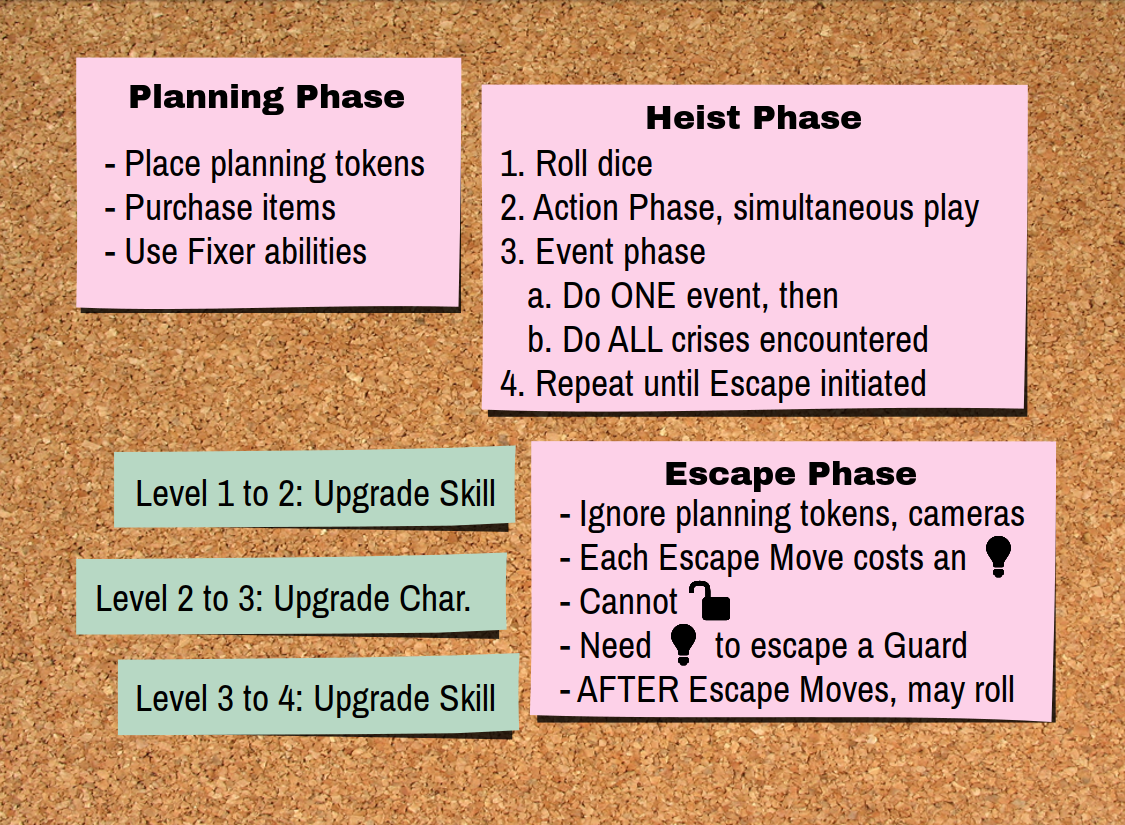 Planning Phase
- Place planning tokens
- Purchase items
- Use Fixer abilities
Heist Phase
1. Roll dice
2. Action Phase, simultaneous play
3. Event phase
a. Do ONE event, then
b. Do ALL crises encountered
4. Repeat until Escape initiated
Level 1 to 2: Upgrade Skill
Level 2 to 3: Upgrade Char.
Level 3 to 4: Upgrade Skill
Escape Phase
- Ignore planning tokens, cameras
- Each Escape Move costs an
- Cannot
- Need to escape a Guard
- AFTER Escape Moves, may roll